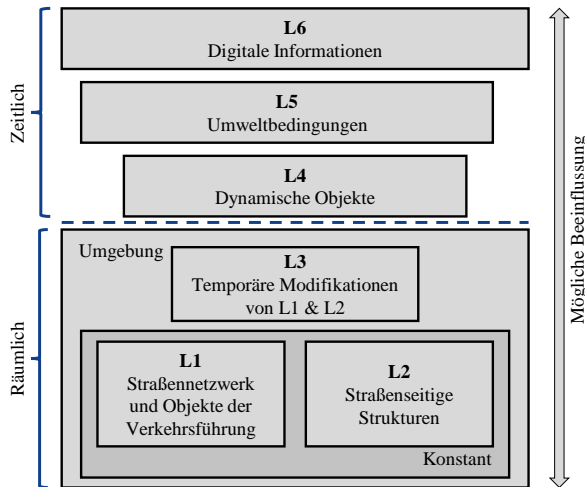 L6
Digitale Informationen
L5
Umweltbedingungen
L4
Dynamische Objekte
Zeitlich
Umgebung
L3
Temporäre Modifikationen
von L1 & L2
L1
Straßennetzwerk
und Objekte der
Verkehrsführung
L2
Straßenseitige
Strukturen
Konstant
Räumlich
Mögliche Beeinflussung